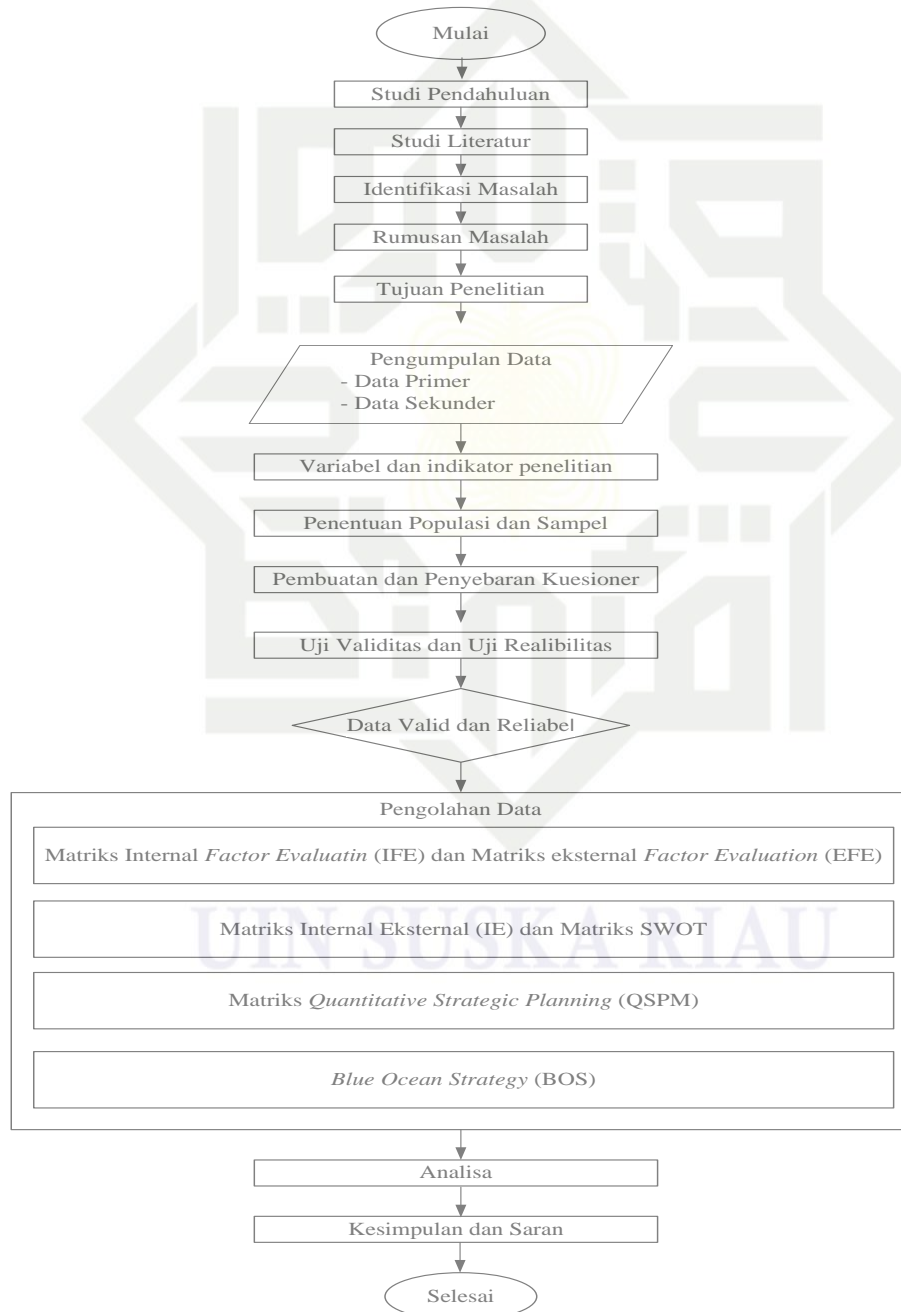 Mulai
Studi Pendahuluan
Studi Literatur
Identifikasi Masalah
Rumusan Masalah
Tujuan Penelitian
Pengumpulan Data
- Data Primer
- Data Sekunder
Variabel dan indikator penelitian
Penentuan Populasi dan Sampel
Pembuatan dan Penyebaran Kuesioner
Uji Validitas dan Uji Realibilitas
Data Valid dan Reliabel
Pengolahan Data
Matriks Internal Factor Evaluatin (IFE) dan Matriks eksternal Factor Evaluation (EFE)
UIN SUSKA RIAU
Matriks Internal Eksternal (IE) dan Matriks SWOT
Matriks Quantitative Strategic Planning (QSPM)
Blue Ocean Strategy (BOS)
Analisa
Kesimpulan dan Saran
Selesai